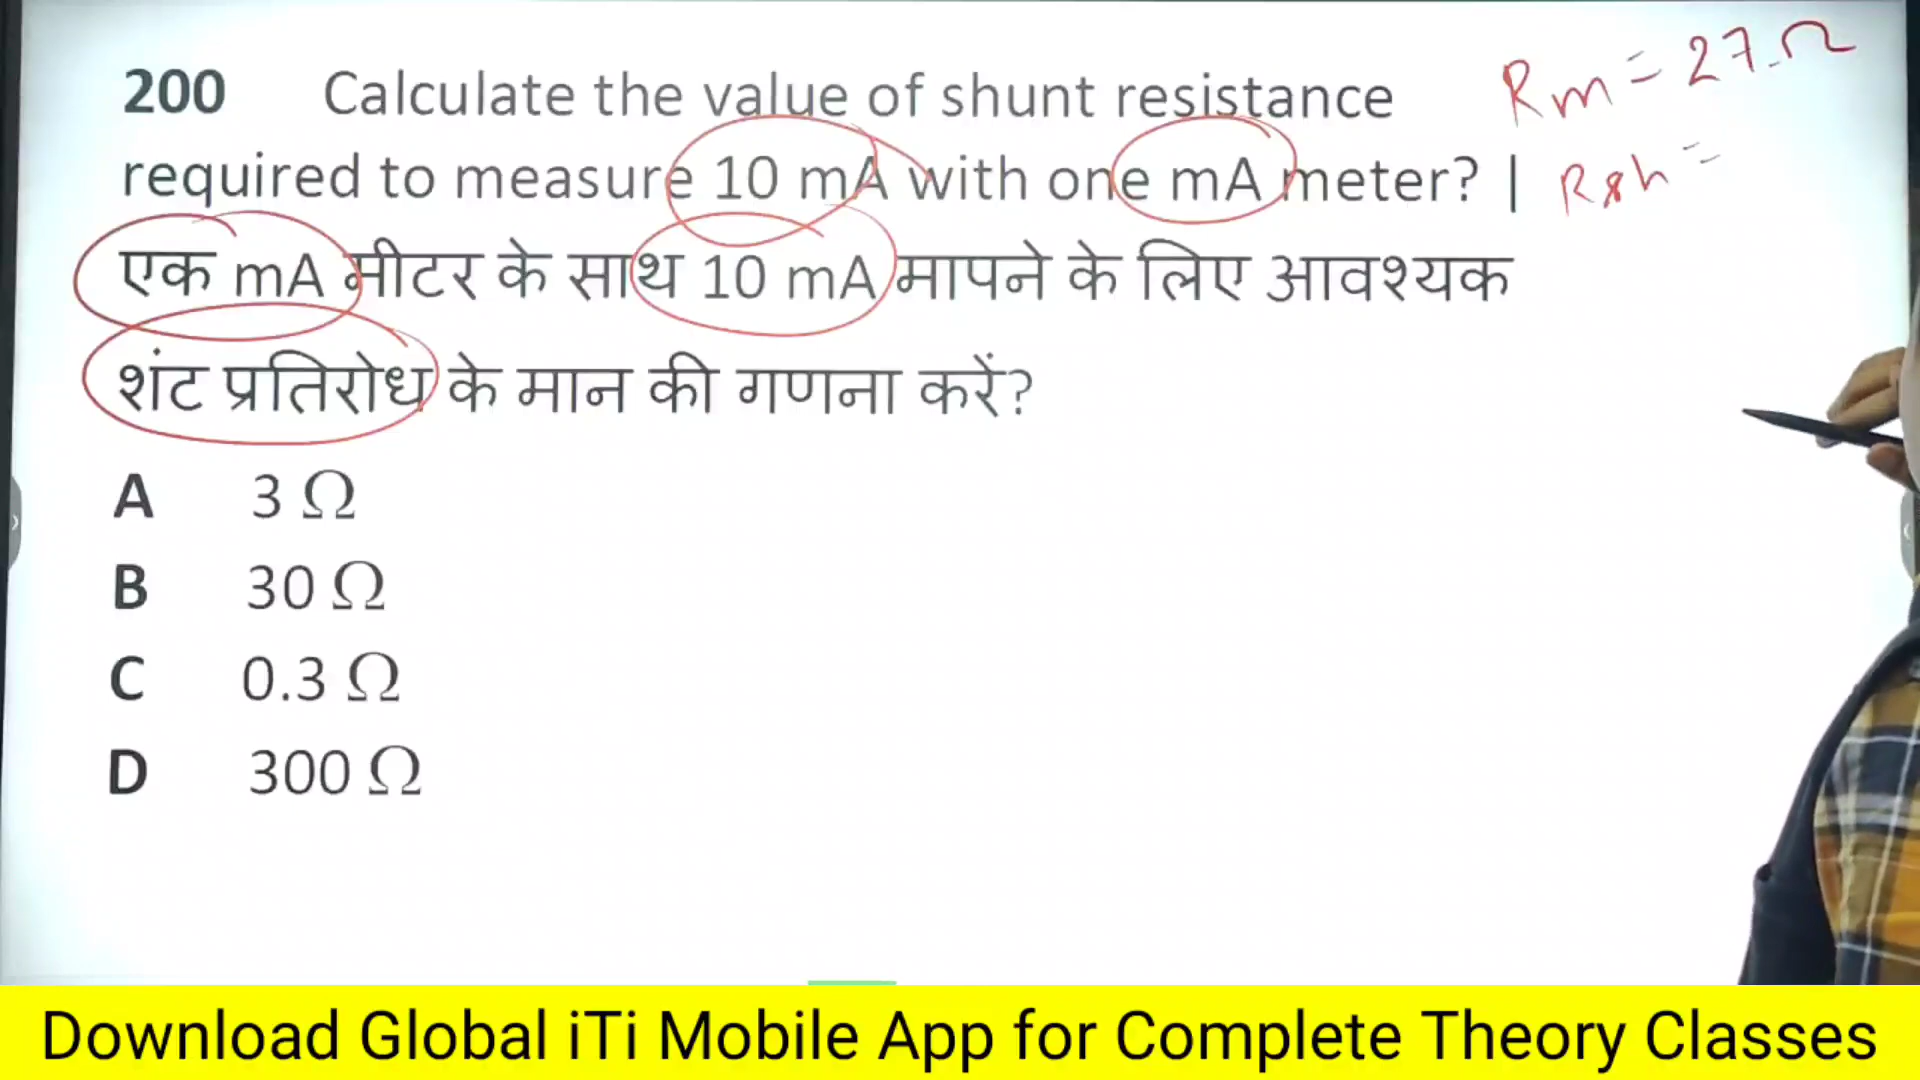 200 Calculate the value of shunt resistance
required to measure 10 mA with one mA meter? |
एक mA मीटर के साथ 10 mA मापने के लिए आवश्यक
शंट प्रतिरोध के मान की गणना करें?
Rm = 27 Ω
Rsh =
A 3 Ω
B 30 Ω
C 0.3 Ω
D 300 Ω
Download Global iTi Mobile App for Complete Theory Classes